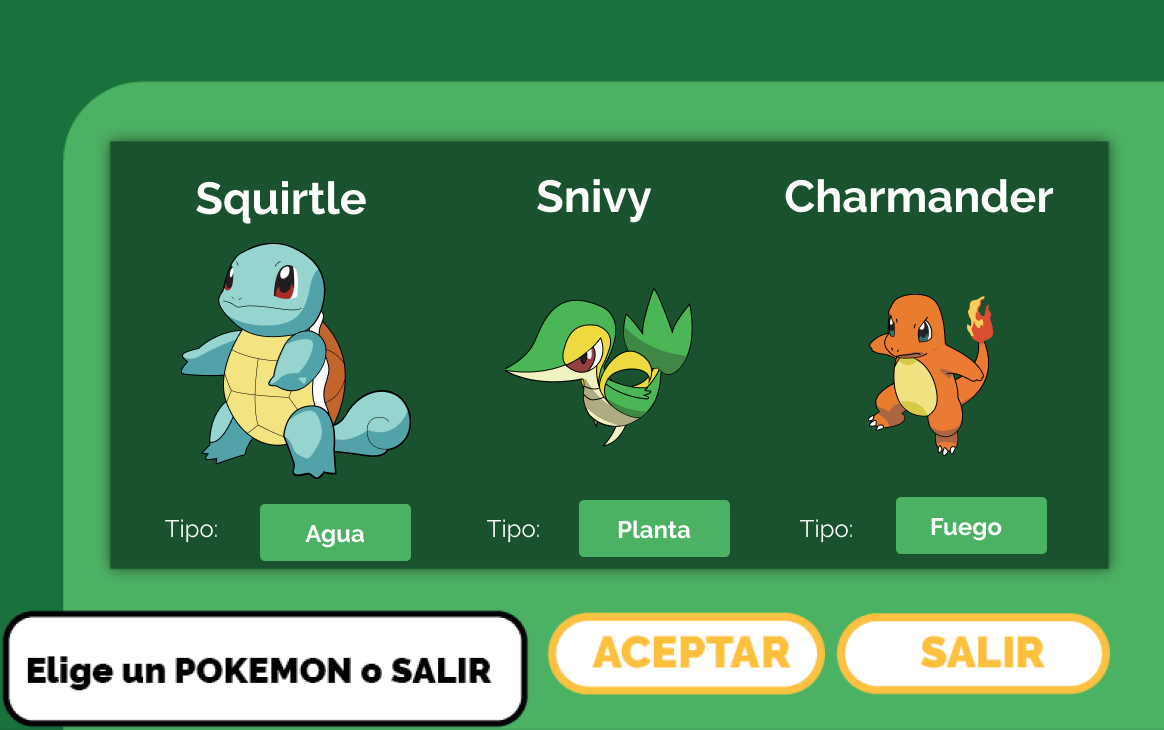 Squirtle
Snivy
Charmander
Tipo:
Agua
Tipo:
Planta
Tipo:
Fuego
Elige un POKEMON o SALIR
ACEPTAR
SALIR